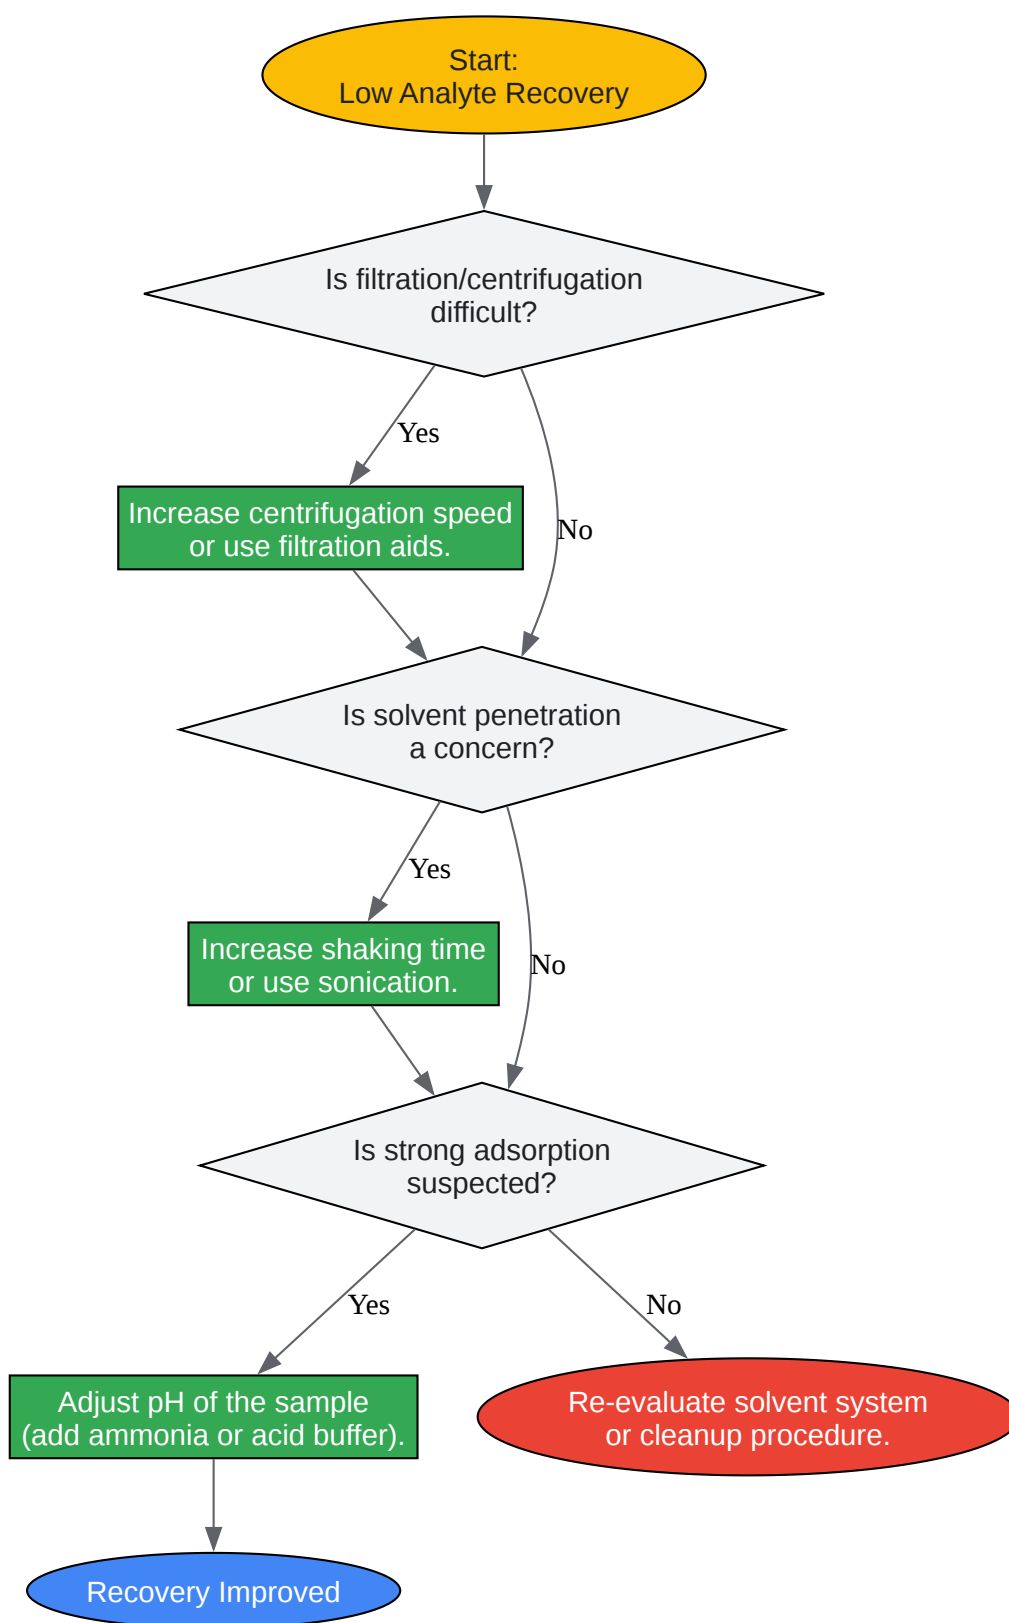 Start:
Low Analyte Recovery
Is filtration/centrifugation
difficult?
Yes
Increase centrifugation speed
or use filtration aids.
No
Is solvent penetration
a concern?
Yes
Increase shaking time
or use sonication.
No
Is strong adsorption
suspected?
Yes
No
Adjust pH of the sample
(add ammonia or acid buffer).
Re-evaluate solvent system
or cleanup procedure.
Recovery Improved